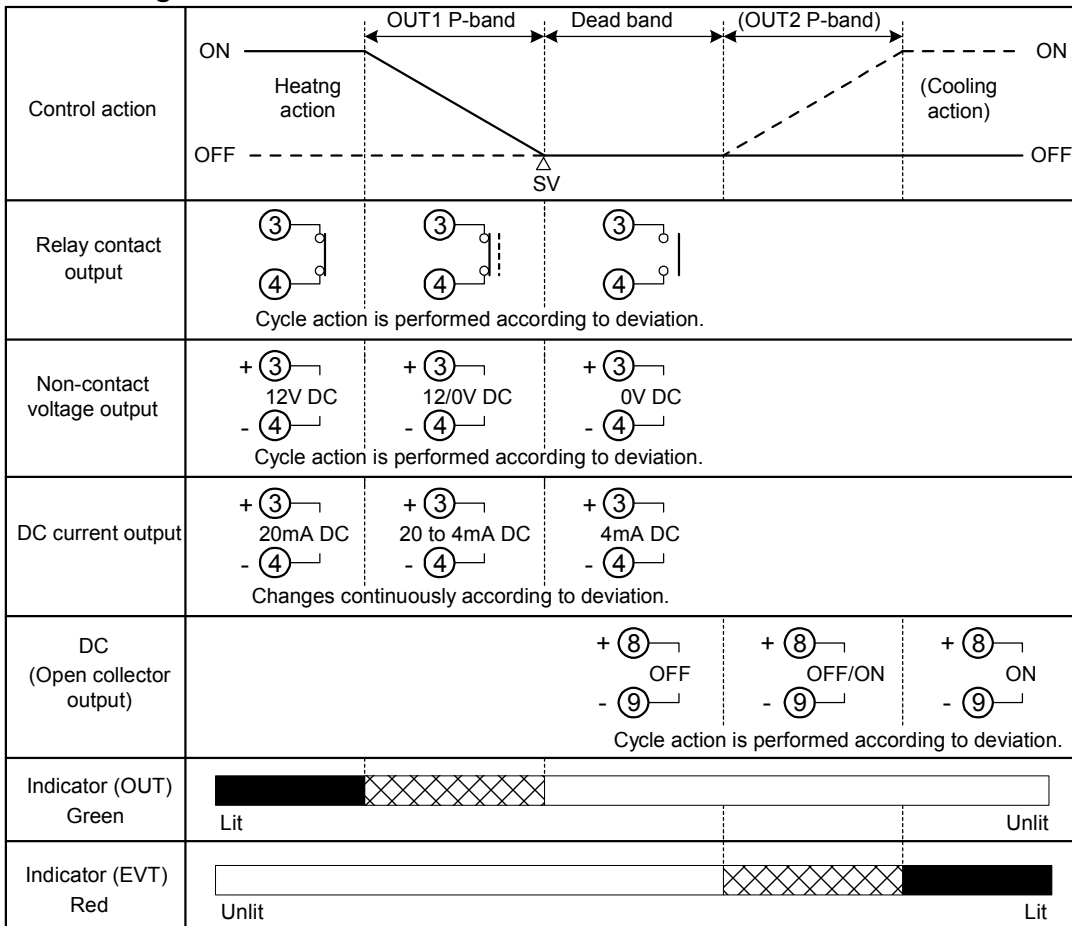 OUT1 P-band Dead band (OUT2 P-band)
ON ON
Control action
Heatng
action
(Cooling
action)
OFF OFF
SV
Relay contact
output
3 3 3
4 4 4
Cycle action is performed according to deviation.
Non-contact
voltage output
+ 3 + 3 + 3
12V DC 12/0V DC 0V DC
- 4 - 4 - 4
Cycle action is performed according to deviation.
DC current output
+ 3 + 3 + 3
20mA DC 20 to 4mA DC 4mA DC
- 4 - 4 - 4
Changes continuously according to deviation.
DC
(Open collector
output)
+ 8 + 8 + 8
OFF OFF/ON ON
- 9 - 9 - 9
Cycle action is performed according to deviation.
Indicator (OUT)
Green
Lit Unlit
Indicator (EVT)
Red
Unlit Lit